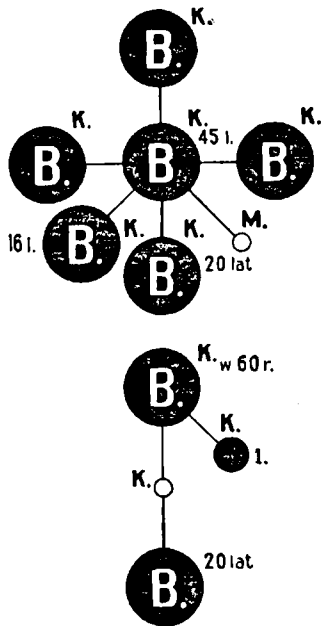 K.
B.
K. K. 45 l. K.
B. B B.
16 l. B. K. K. M.
B. 20 lat
B. K. w 60 r.
K.
K. 1.
B. 20 lat